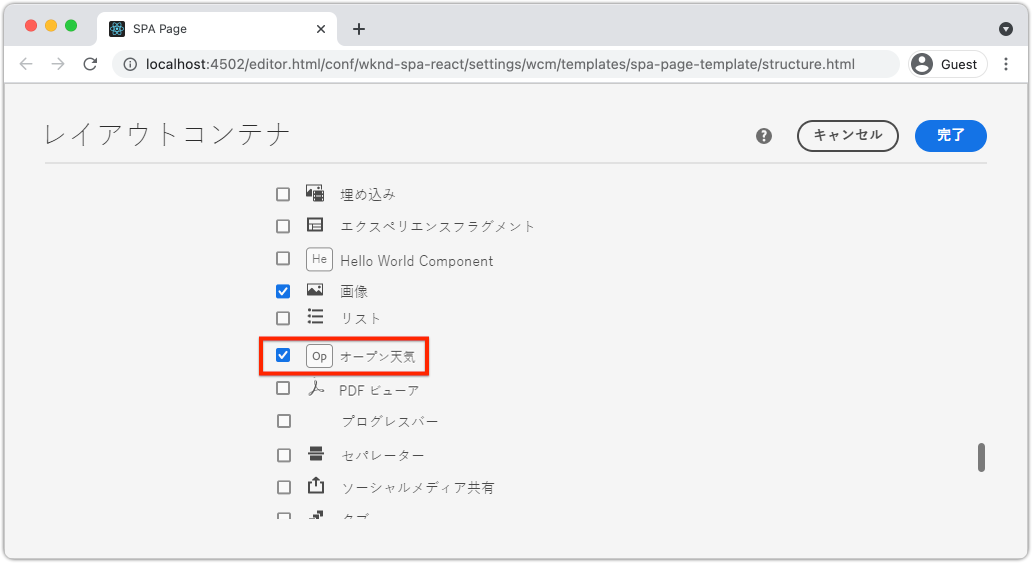 SPA Page
localhost:4502/editor.html/conf/wknd-spa-react/settings/wcm/templates/spa-page-template/structure.html
Guest
レイアウトコンテナ
キャンセル
完了
埋め込み
エクスペリエンスフラグメント
He Hello World Component
画像
リスト
Op オープン天気
PDF ビューア
プログレスバー
セパレーター
ソーシャルメディア共有
タブ